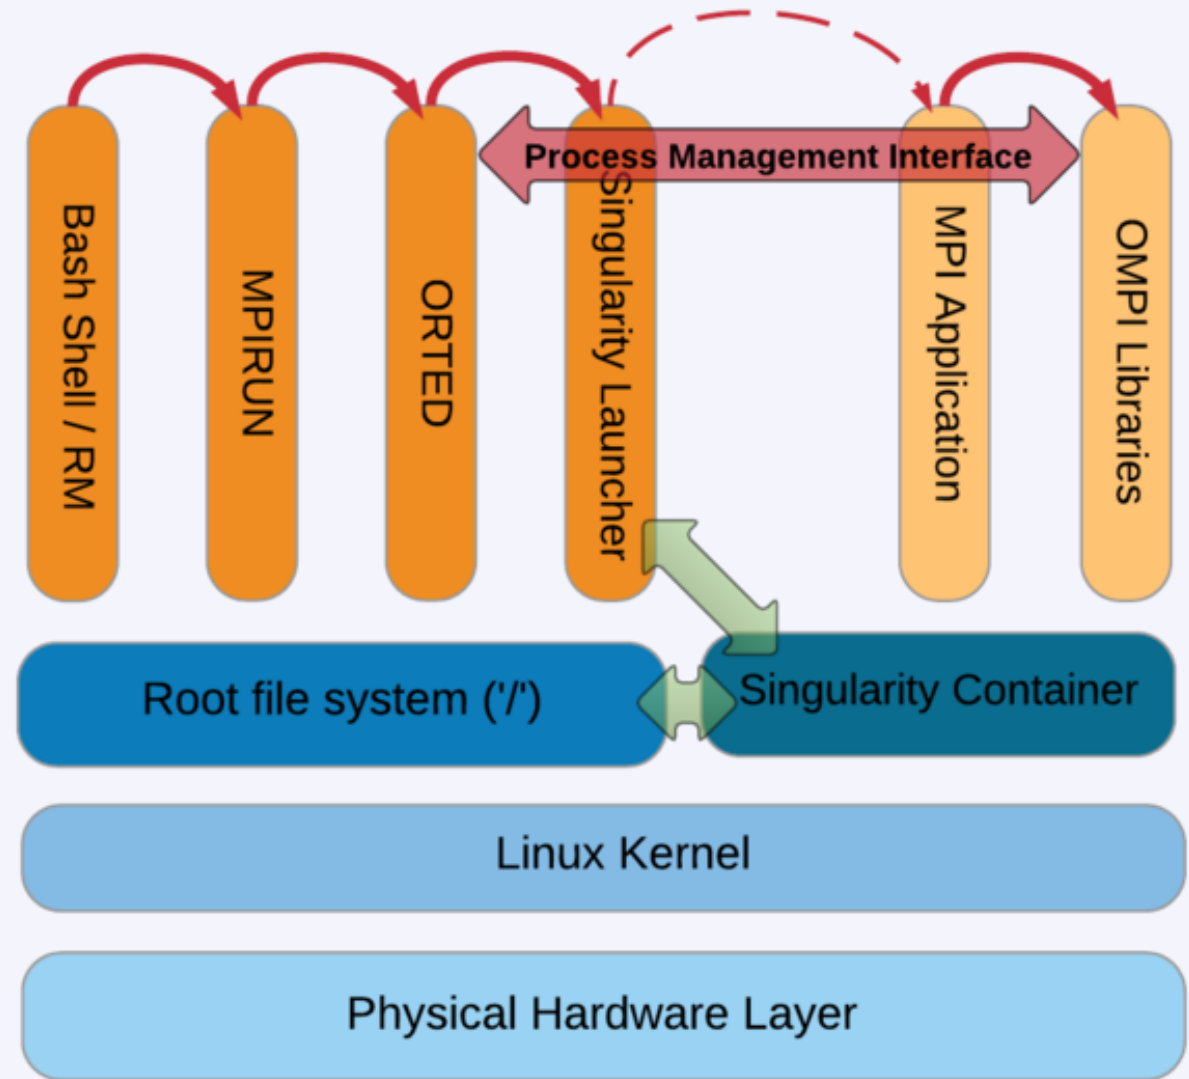 Process Management Interface
Bash Shell / RM
MPIRUN
ORTED
Singularity Launcher
MPI Application
OMPI Libraries
Root file system ('/')
Singularity Container
Linux Kernel
Physical Hardware Layer